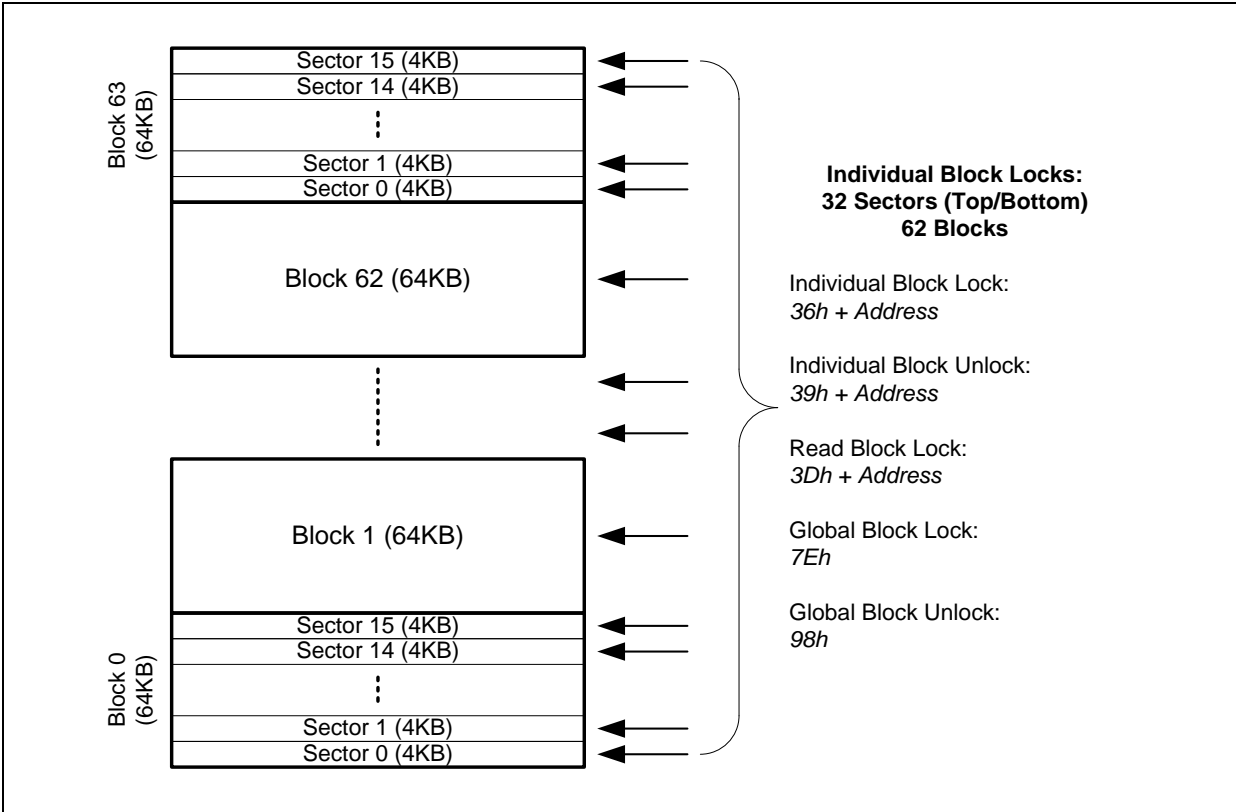 Block 63
(64KB)
Sector 15 (4KB)
Sector 14 (4KB)
Sector 1 (4KB)
Sector 0 (4KB)
Block 62 (64KB)
Block 1 (64KB)
Block 0
(64KB)
Sector 15 (4KB)
Sector 14 (4KB)
Sector 1 (4KB)
Sector 0 (4KB)
Individual Block Locks:
32 Sectors (Top/Bottom)
62 Blocks
Individual Block Lock:
36h + Address
Individual Block Unlock:
39h + Address
Read Block Lock:
3Dh + Address
Global Block Lock:
7Eh
Global Block Unlock:
98h